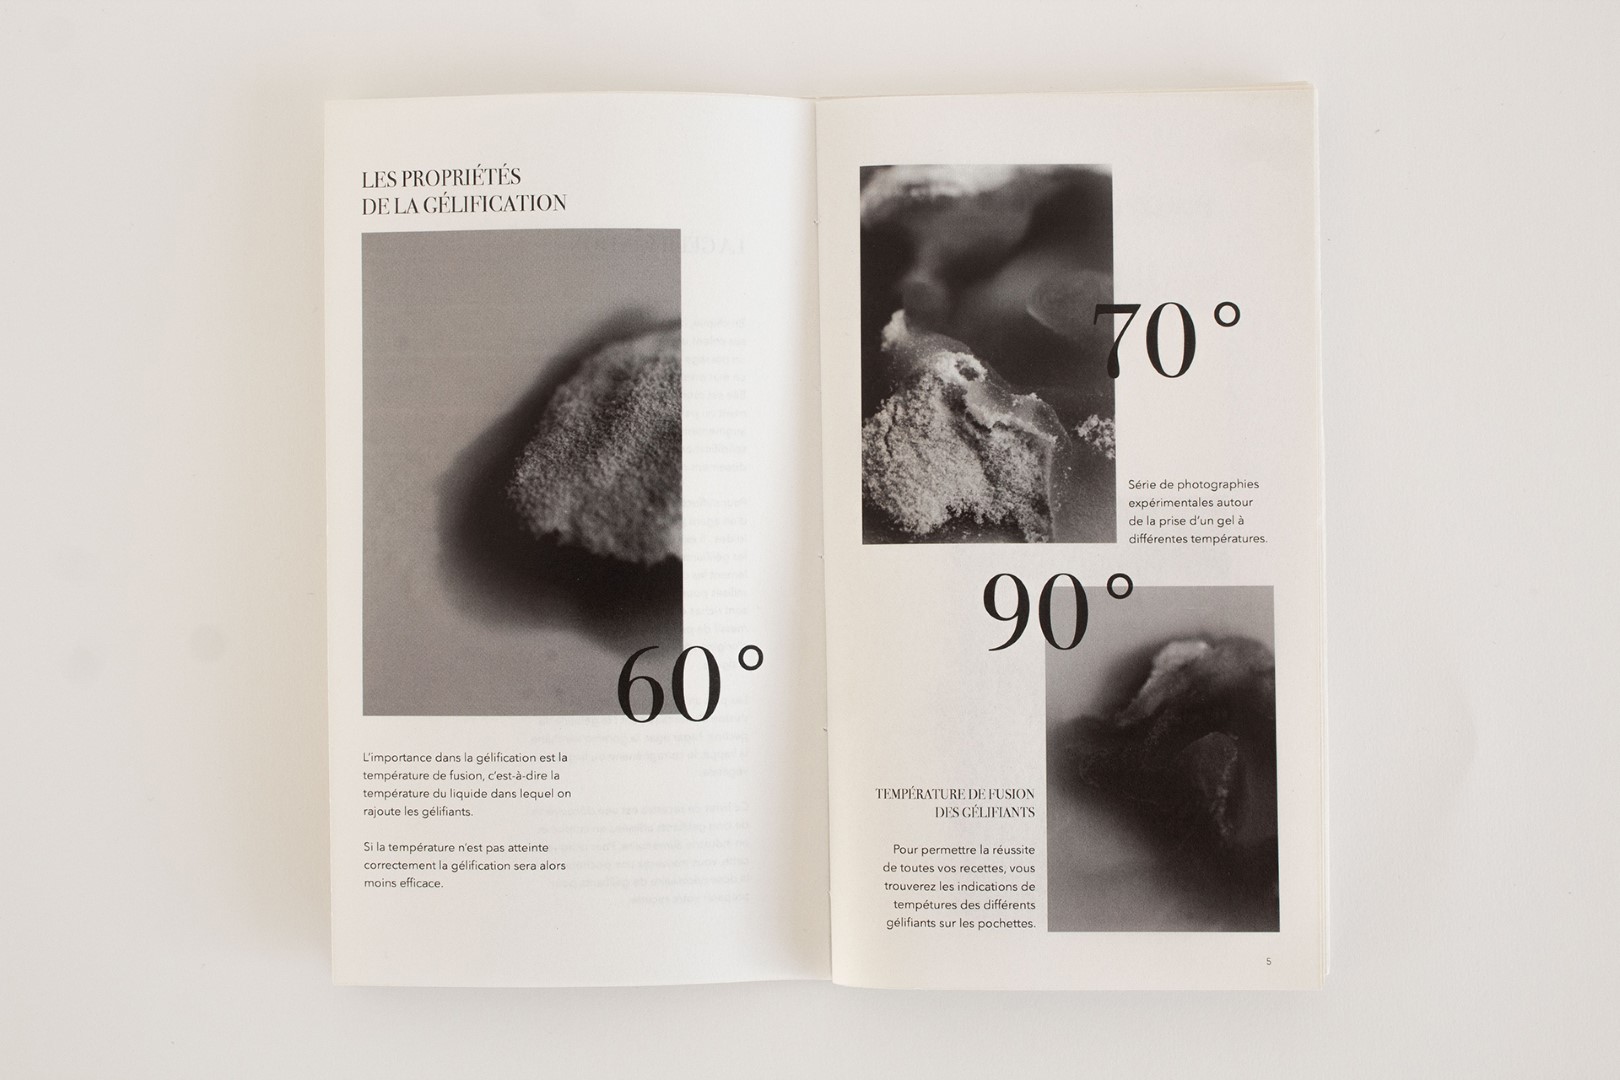 LES PROPRIÉTÉS
DE LA GÉLIFICATION
60°
L'importance dans la gélification est la
température de fusion, c'est-à-dire la
température du liquide dans lequel on
rajoute les gélifiants.
Si la température n'est pas atteinte
correctement la gélification sera alors
moins efficace.
70°
Série de photographies
expérimentales autour
de la prise d'un gel à
différentes températures.
90°
TEMPÉRATURE DE FUSION
DES GÉLIFIANTS
Pour permettre la réussite
de toutes vos recettes, vous
trouverez les indications de
tempétures des différents
gélifiants sur les pochettes.
5